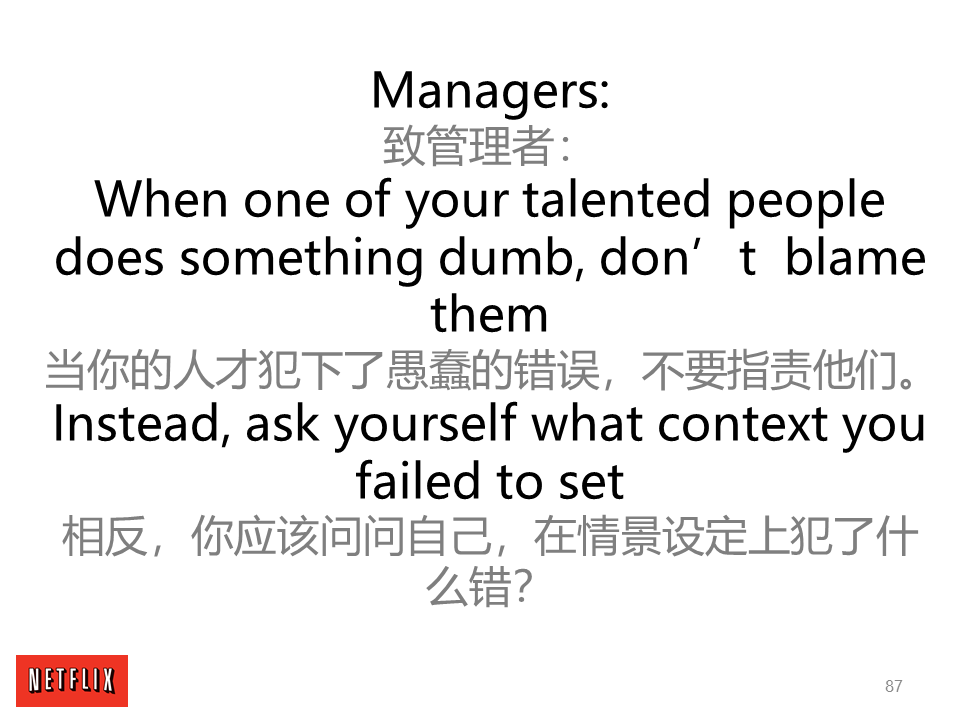 Managers:
致管理者：
When one of your talented people
does something dumb, don’t blame
them
当你的人才犯下了愚蠢的错误，不要指责他们。
Instead, ask yourself what context you
failed to set
相反，你应该问问自己，在情景设定上犯了什
么错？
NETFLIX
87